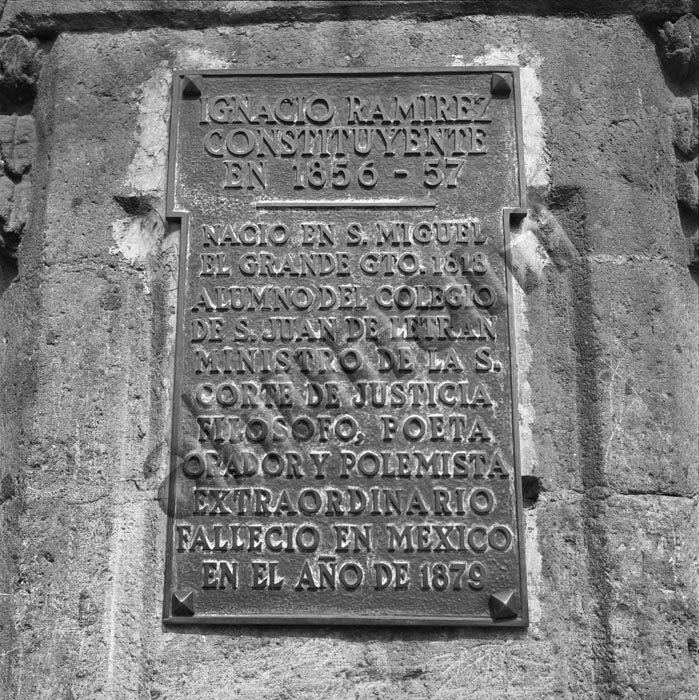 IGNACIO RAMIREZ
CONSTITUYENTE
EN 1856 - 57
NACIO EN S. MIGUEL
EL GRANDE GTO. 1818
ALUMNO DEL COLEGIO
DE S. JUAN DE LETRAN
MINISTRO DE LA S.
CORTE DE JUSTICIA
FILOSOFO, POETA
ORADOR Y POLEMISTA
EXTRAORDINARIO
FALLECIO EN MEXICO
EN EL AÑO DE 1879